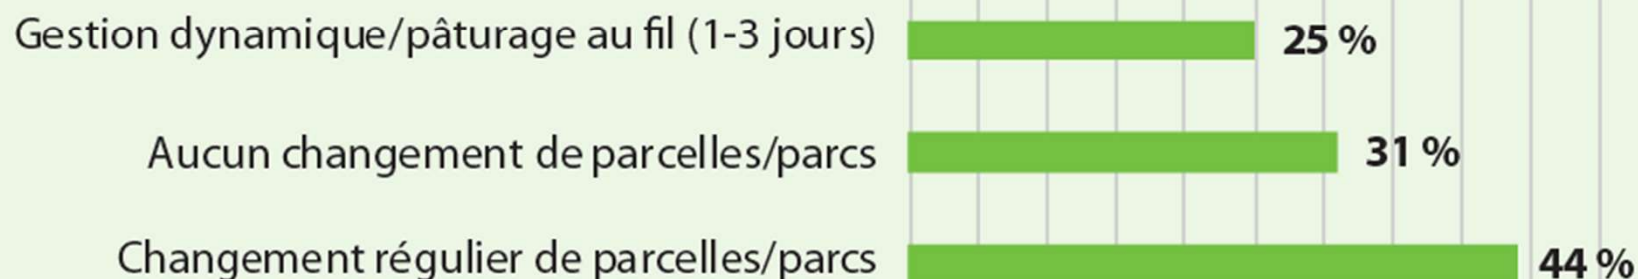 Gestion dynamique/pâturage au fil (1-3 jours) 25 %
Aucun changement de parcelles/parcs 31 %
Changement régulier de parcelles/parcs 44 %